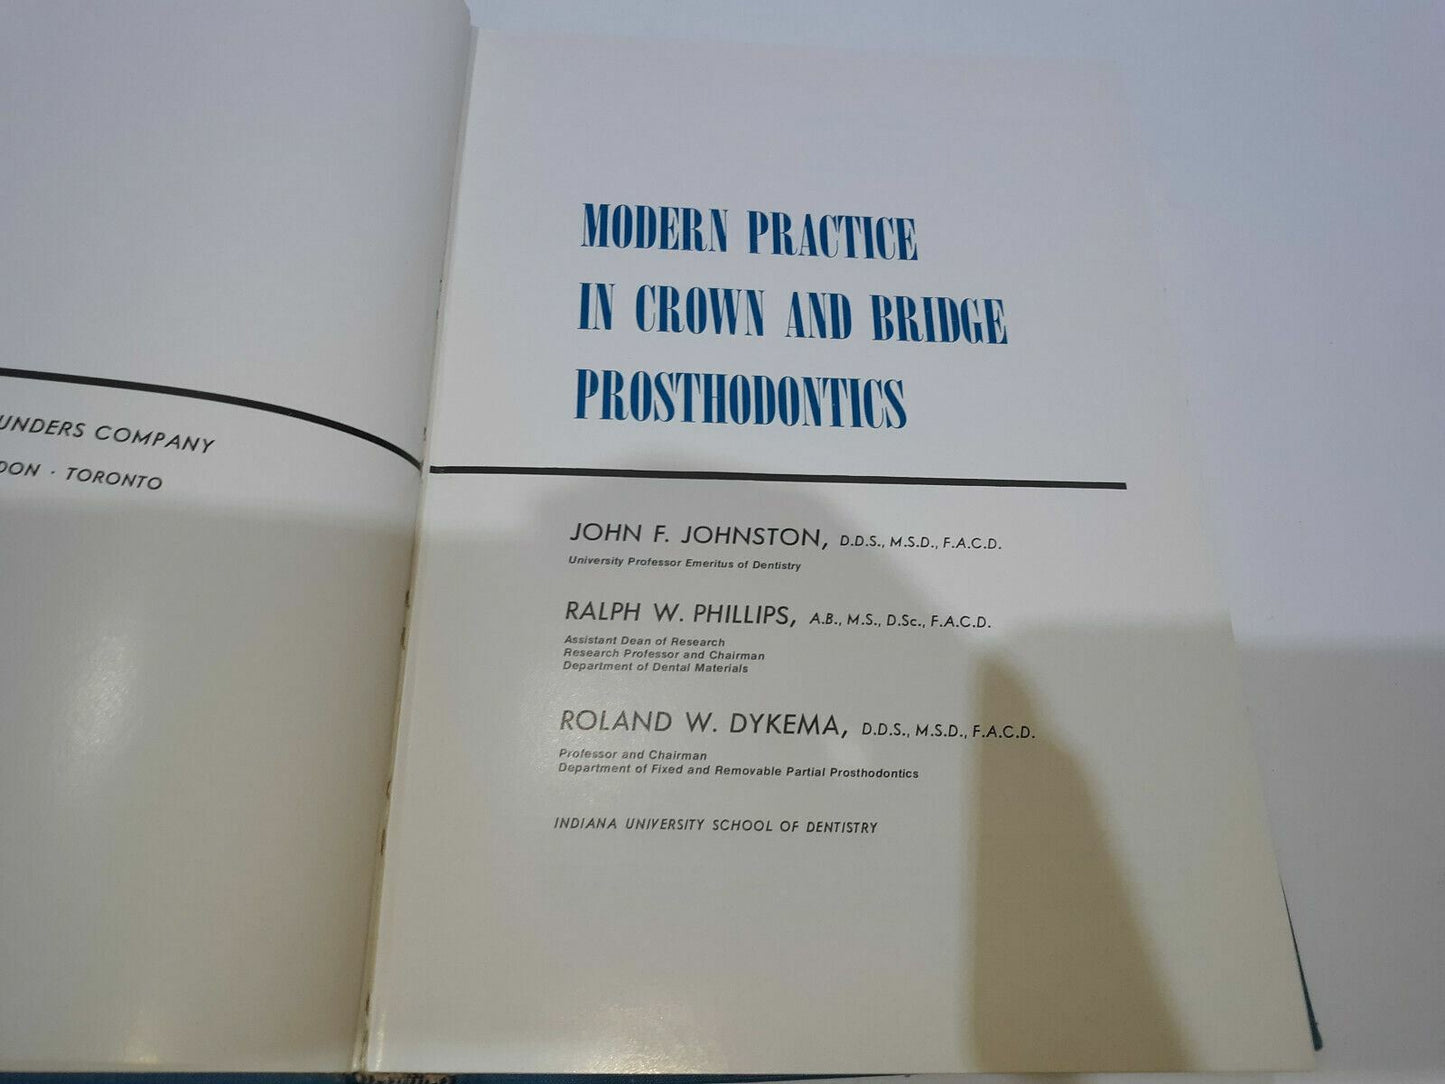 UNDERS COMPANY
DON · TORONTO
MODERN PRACTICE
IN CROWN AND BRIDGE
PROSTHODONTICS
JOHN F. JOHNSTON, D.D.S., M.S.D., F.A.C.D.
University Professor Emeritus of Dentistry
RALPH W. PHILLIPS, A.B., M.S., D.Sc., F.A.C.D.
Assistant Dean of Research
Research Professor and Chairman
Department of Dental Materials
ROLAND W. DYKEMA, D.D.S., M.S.D., F.A.C.D.
Professor and Chairman
Department of Fixed and Removable Partial Prosthodontics
INDIANA UNIVERSITY SCHOOL OF DENTISTRY